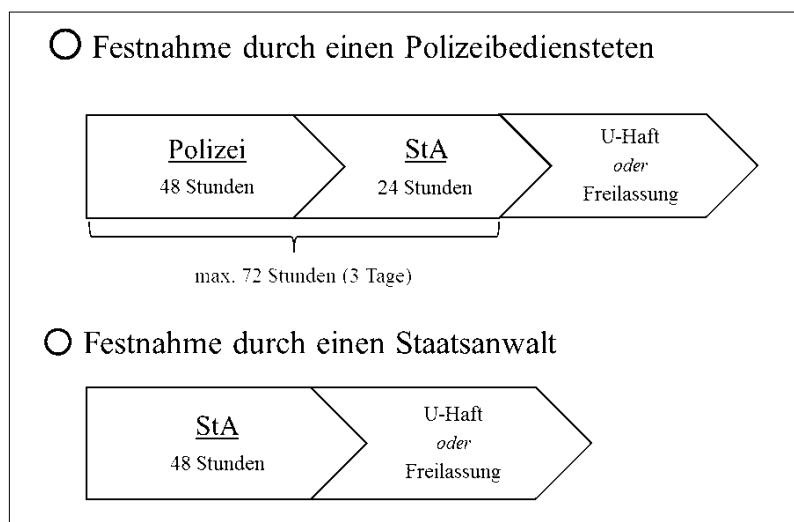 Festnahme durch einen Polizeibediensteten
Polizei
48 Stunden
StA
24 Stunden
U-Haft
oder
Freilassung
max. 72 Stunden (3 Tage)
Festnahme durch einen Staatsanwalt
StA
48 Stunden
U-Haft
oder
Freilassung